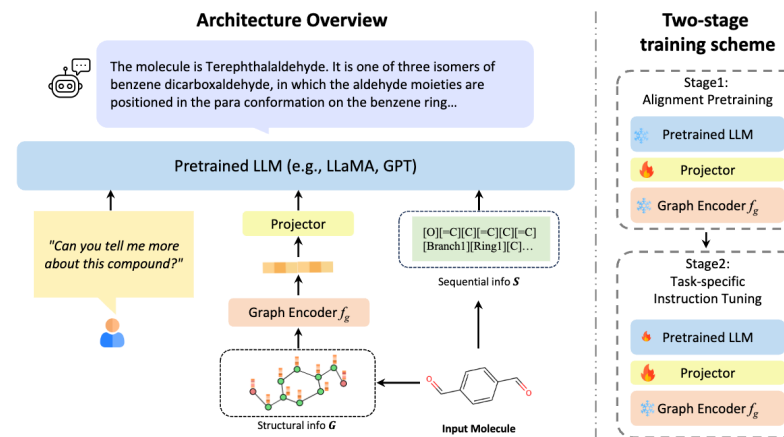 Architecture Overview
The molecule is Terephthalaldehyde. It is one of three isomers of
benzene dicarboxaldehyde, in which the aldehyde moieties are
positioned in the para conformation on the benzene ring...
Pretrained LLM (e.g., LLaMA, GPT)
"Can you tell me more
about this compound?"
Projector
Graph Encoder f_g
Structural info G
[O][=C][C][=C][C][=C]
[Branch1][Ring1][C]...
Sequential info S
O
O
Input Molecule
Two-stage
training scheme
Stage1:
Alignment Pretraining
Pretrained LLM
Projector
Graph Encoder f_g
Stage2:
Task-specific
Instruction Tuning
Pretrained LLM
Projector
Graph Encoder f_g